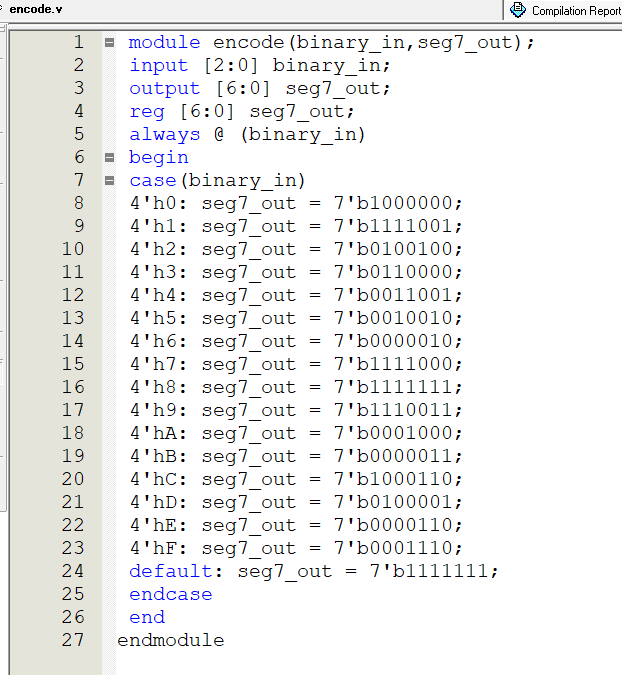 encode.v
Compilation Report
1 module encode(binary_in,seg7_out);
2 input [2:0] binary_in;
3 output [6:0] seg7_out;
4 reg [6:0] seg7_out;
5 always @ (binary_in)
6 begin
7 case(binary_in)
8 4'h0: seg7_out = 7'b1000000;
9 4'h1: seg7_out = 7'b1111001;
10 4'h2: seg7_out = 7'b0100100;
11 4'h3: seg7_out = 7'b0110000;
12 4'h4: seg7_out = 7'b0011001;
13 4'h5: seg7_out = 7'b0010010;
14 4'h6: seg7_out = 7'b0000010;
15 4'h7: seg7_out = 7'b1111000;
16 4'h8: seg7_out = 7'b1111111;
17 4'h9: seg7_out = 7'b1110011;
18 4'hA: seg7_out = 7'b0001000;
19 4'hB: seg7_out = 7'b0000011;
20 4'hC: seg7_out = 7'b1000110;
21 4'hD: seg7_out = 7'b0100001;
22 4'hE: seg7_out = 7'b0000110;
23 4'hF: seg7_out = 7'b0001110;
24 default: seg7_out = 7'b1111111;
25 endcase
26 end
27 endmodule